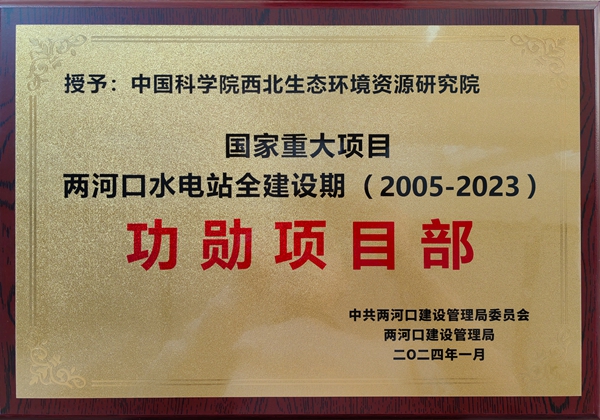 授予：中国科学院西北生态环境资源研究院
国家重大项目
两河口水电站全建设期（2005-2023）
功勋项目部
中共两河口建设管理局委员会
两河口建设管理局
二〇二四年一月